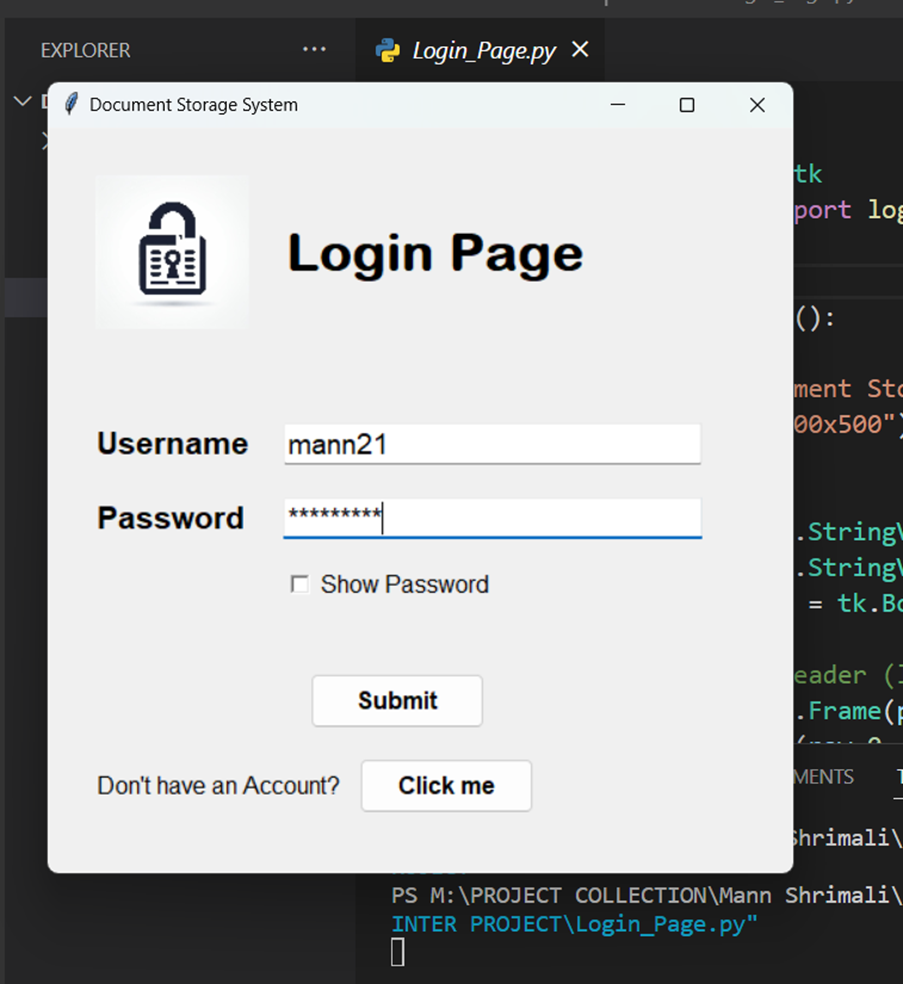 EXPLORER ... Login_Page.py
Document Storage System
tk
port log
Login Page
():
ment Sto
00x500")
Username mann21
Password *********
.StringV
.StringV
Show Password
= tk.Bo
eader (I
Submit
.Frame(p
Don't have an Account? Click me
MENTS
Shrimali\
PS M:\PROJECT COLLECTION\Mann Shrimali\
INTER PROJECT\Login_Page.py"